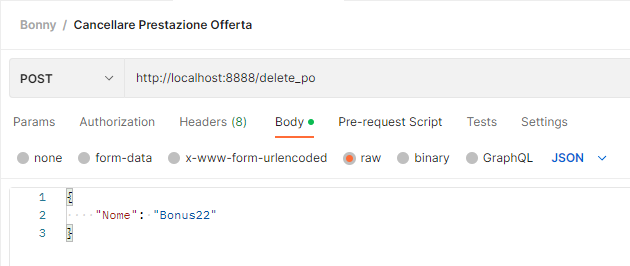 Bonny / Cancellare Prestazione Offerta
POST http://localhost:8888/delete_po
Params Authorization Headers (8) Body Pre-request Script Tests Settings
none form-data x-www-form-urlencoded raw binary GraphQL JSON
1 {
2 "Nome": "Bonus22"
3 }